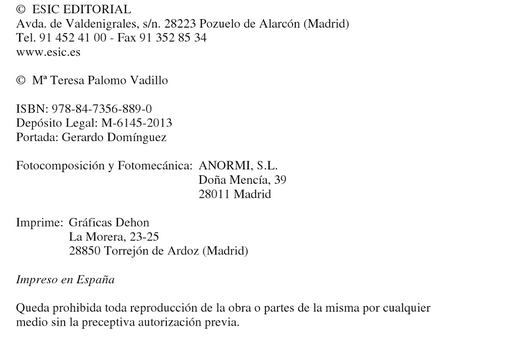 © ESIC EDITORIAL
Avda. de Valdenigrales, s/n. 28223 Pozuelo de Alarcón (Madrid)
Tel. 91 452 41 00 - Fax 91 352 85 34
www.esic.es
© Mª Teresa Palomo Vadillo
ISBN: 978-84-7356-889-0
Depósito Legal: M-6145-2013
Portada: Gerardo Domínguez
Fotocomposición y Fotomecánica: ANORMI, S.L.
Doña Mencía, 39
28011 Madrid
Imprime: Gráficas Dehon
La Morera, 23-25
28850 Torrejón de Ardoz (Madrid)
Impreso en España
Queda prohibida toda reproducción de la obra o partes de la misma por cualquier
medio sin la preceptiva autorización previa.